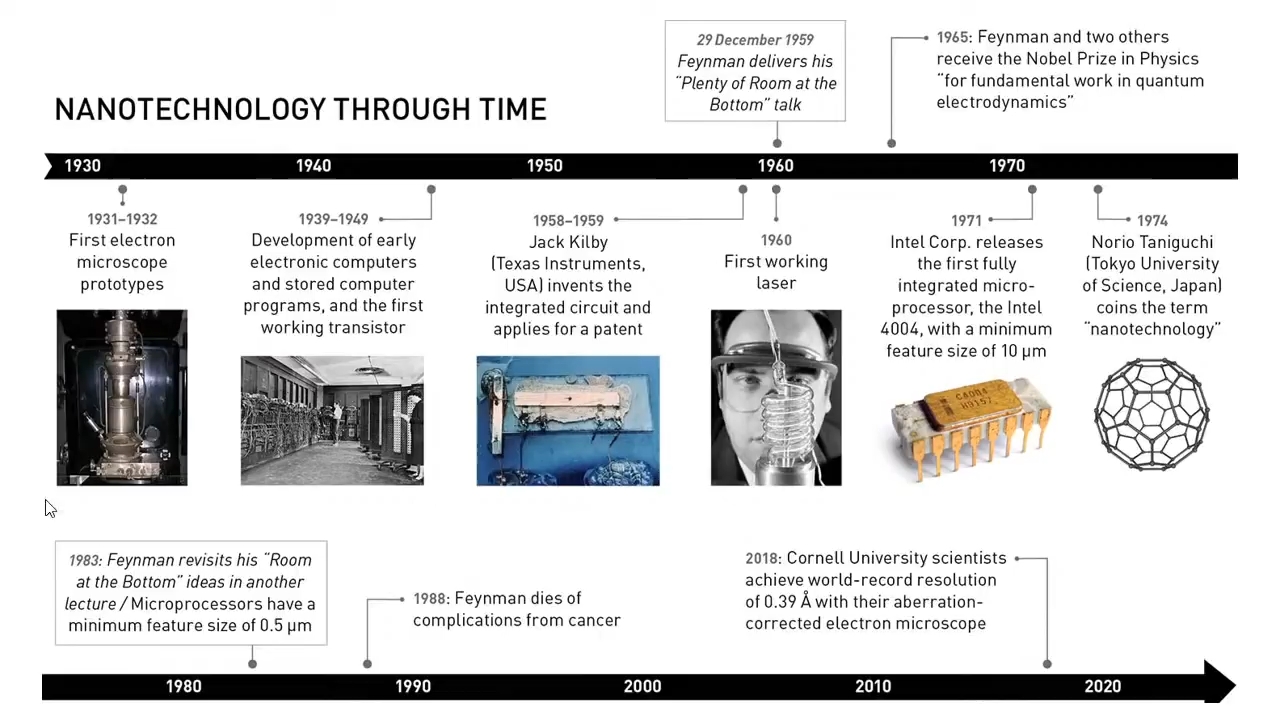 NANOTECHNOLOGY THROUGH TIME
29 December 1959
Feynman delivers his
“Plenty of Room at the
Bottom” talk
1965: Feynman and two others
receive the Nobel Prize in Physics
“for fundamental work in quantum
electrodynamics”
1930 1940 1950 1960 1970
1931–1932
First electron
microscope
prototypes
1939–1949
Development of early
electronic computers
and stored computer
programs, and the first
working transistor
1958–1959
Jack Kilby
(Texas Instruments,
USA) invents the
integrated circuit and
applies for a patent
1960
First working
laser
1971
Intel Corp. releases
the first fully
integrated micro-
processor, the Intel
4004, with a minimum
feature size of 10 µm
C4004
1974
Norio Taniguchi
(Tokyo University
of Science, Japan)
coins the term
“nanotechnology”
1983: Feynman revisits his “Room
at the Bottom” ideas in another
lecture / Microprocessors have a
minimum feature size of 0.5 µm
1988: Feynman dies of
complications from cancer
2018: Cornell University scientists
achieve world-record resolution
of 0.39 Å with their aberration-
corrected electron microscope
1980 1990 2000 2010 2020